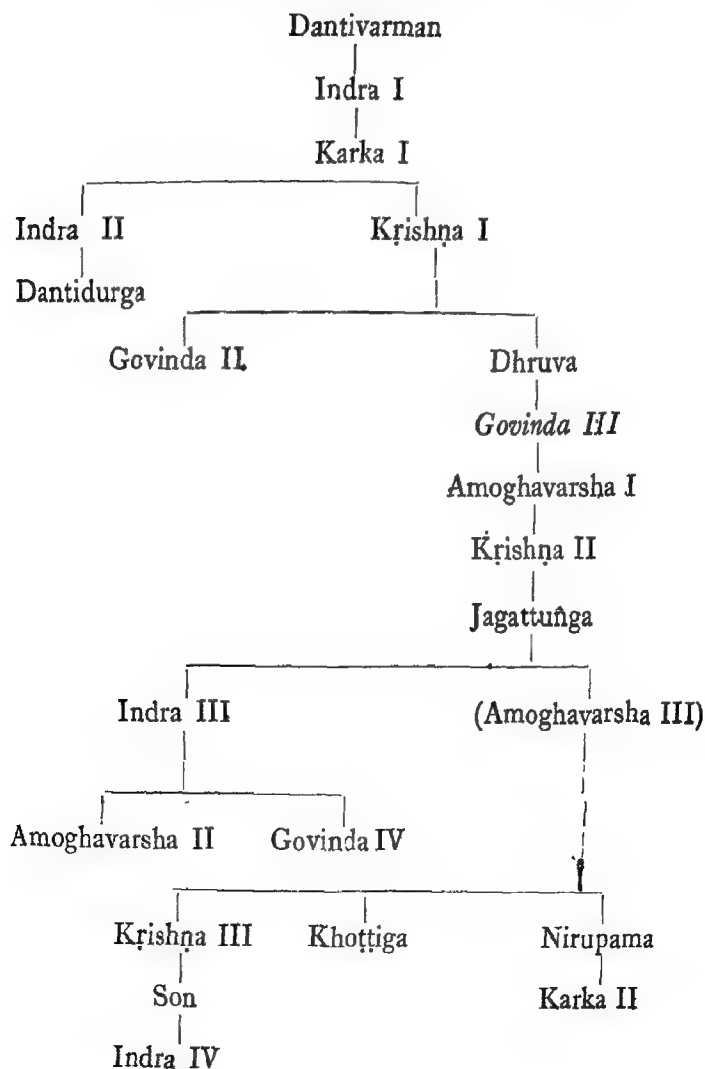 Dantivarman
Indra I
Karka I
Indra II Kṛishṇa I
Dantidurga
Govinda II. Dhruva
Govinda III
Amoghavarsha I
Kṛishṇa II
Jagattuṅga
Indra III (Amoghavarsha III)
Amoghavarsha II Govinda IV
Kṛishṇa III Khoṭṭiga Nirupama
Son Karka II
Indra IV